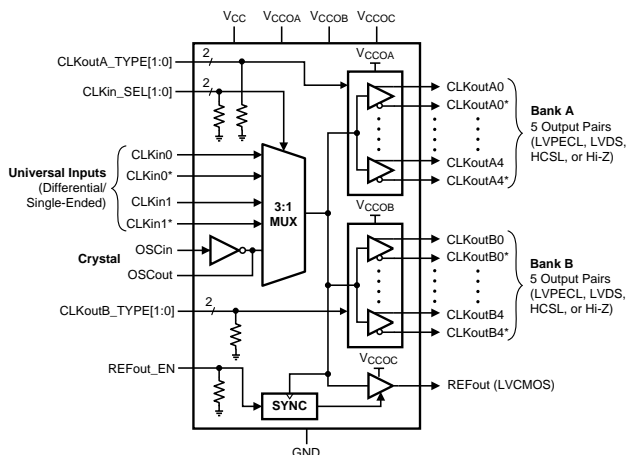 VCC VCCOA VCCOB VCCOC
CLKoutA_TYPE[1:0] 2
CLKin_SEL[1:0] 2
VCCOA
CLKoutA0
CLKoutA0*
CLKoutA4
CLKoutA4*
Bank A
5 Output Pairs
(LVPECL, LVDS,
HCSL, or Hi-Z)
Universal Inputs
(Differential/
Single-Ended)
CLKin0
CLKin0*
CLKin1
CLKin1*
3:1
MUX
Crystal
OSCin
OSCout
VCCOB
CLKoutB0
CLKoutB0*
CLKoutB4
CLKoutB4*
Bank B
5 Output Pairs
(LVPECL, LVDS,
HCSL, or Hi-Z)
CLKoutB_TYPE[1:0] 2
VCCOC
REFout_EN
SYNC
REFout (LVCMOS)
GND